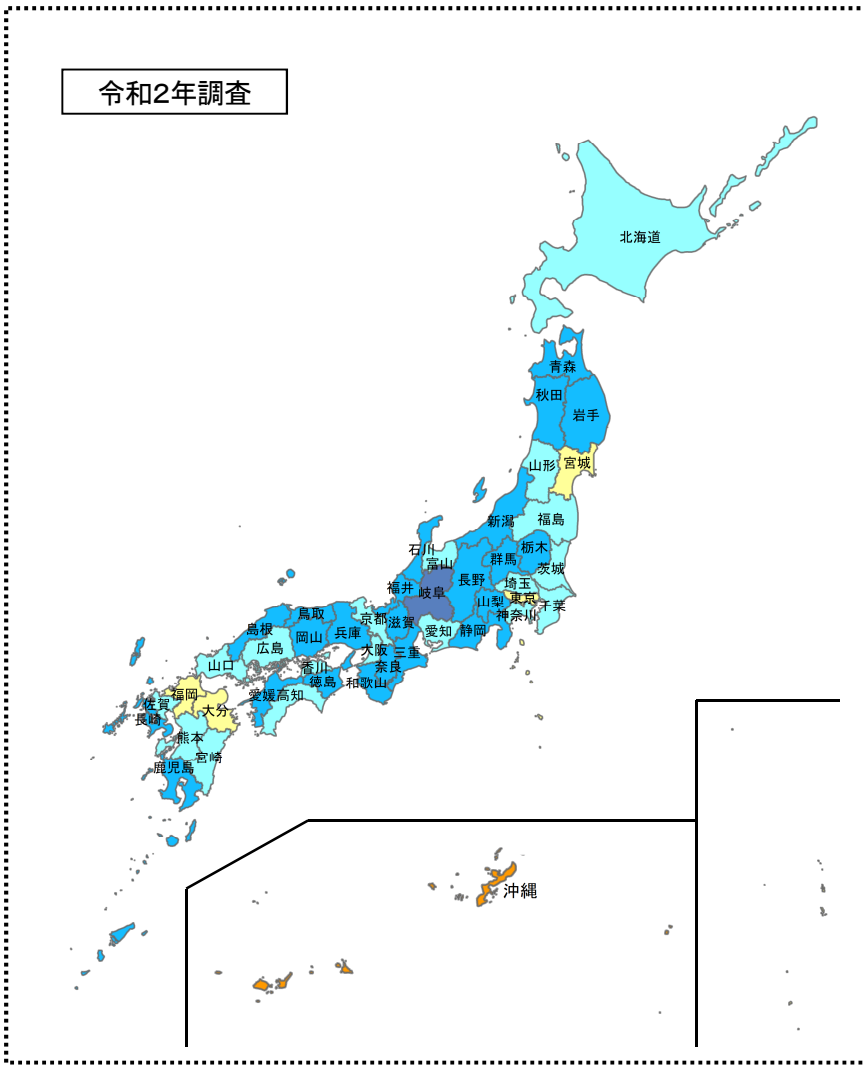 令和2年調査
北海道
青森
秋田
岩手
山形
宮城
新潟
福島
石川
富山
群馬
栃木
茨城
長野
埼玉
福井
岐阜
山梨
東京
千葉
神奈川
鳥取
島根
岡山
兵庫
京都
滋賀
愛知
静岡
広島
大阪
三重
奈良
山口
香川
徳島
和歌山
愛媛
高知
福岡
佐賀
大分
長崎
熊本
宮崎
鹿児島
沖縄